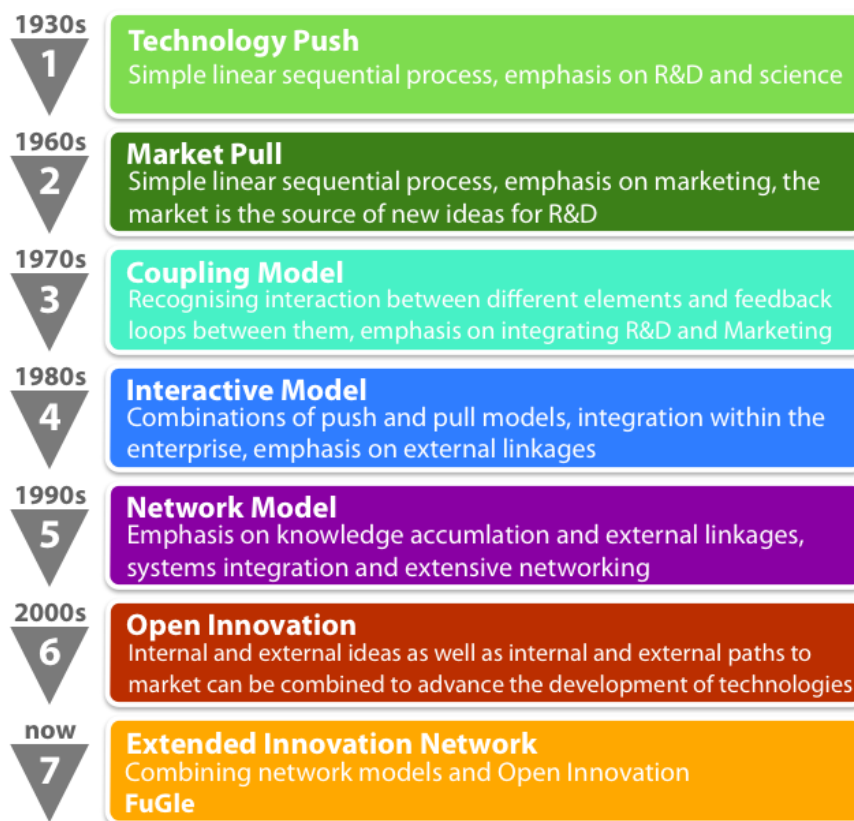 1930s
1
Technology Push
Simple linear sequential process, emphasis on R&D and science
1960s
2
Market Pull
Simple linear sequential process, emphasis on marketing, the
market is the source of new ideas for R&D
1970s
3
Coupling Model
Recognising interaction between different elements and feedback
loops between them, emphasis on integrating R&D and Marketing
1980s
4
Interactive Model
Combinations of push and pull models, integration within the
enterprise, emphasis on external linkages
1990s
5
Network Model
Emphasis on knowledge accumlation and external linkages,
systems integration and extensive networking
2000s
6
Open Innovation
Internal and external ideas as well as internal and external paths to
market can be combined to advance the development of technologies
now
7
Extended Innovation Network
Combining network models and Open Innovation
FuGle